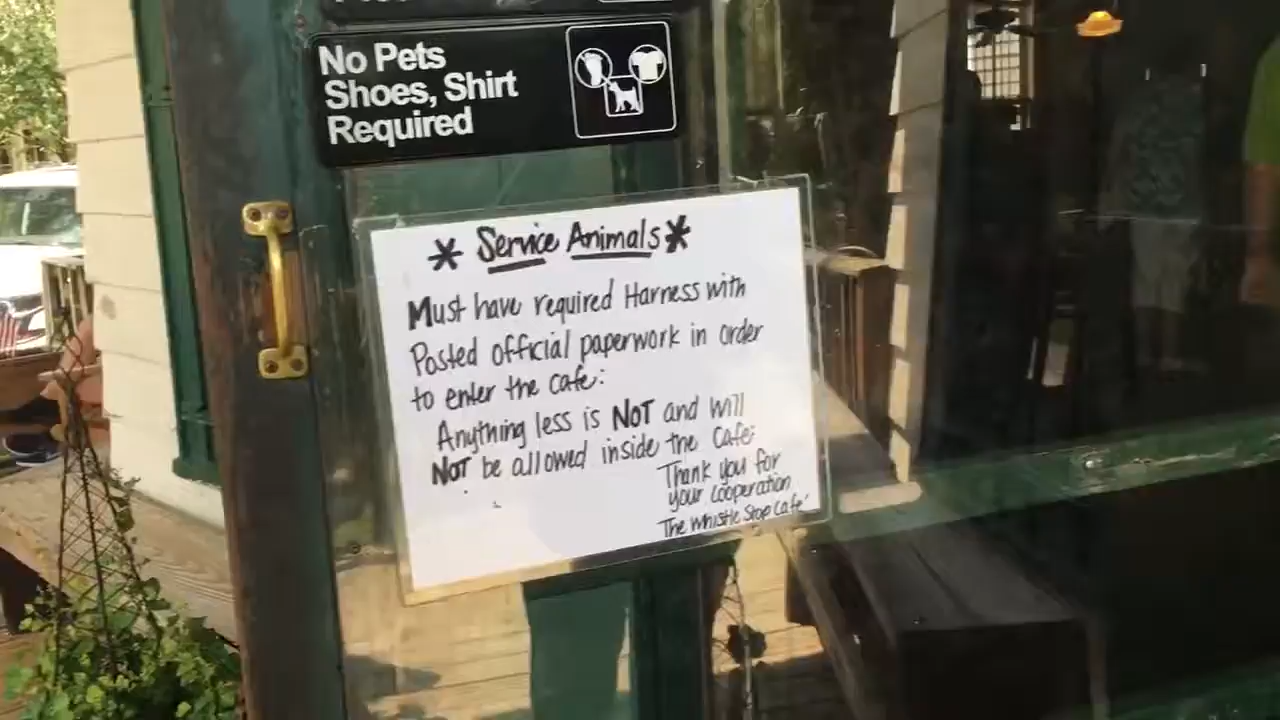 No Pets
Shoes, Shirt
Required
* Service Animals *
Must have required Harness with
Posted official paperwork in order
to enter the cafe:
Anything less is NOT and will
NOT be allowed inside the Cafe:
Thank you for
your cooperation
The Whistle Stop Cafe'